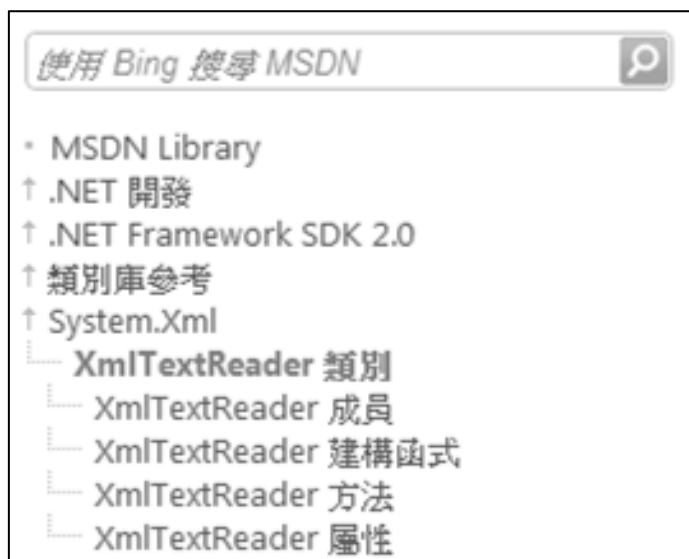 使用 Bing 搜尋 MSDN
MSDN Library
↑ .NET 開發
↑ .NET Framework SDK 2.0
↑ 類別庫參考
↑ System.Xml
XmlTextReader 類別
XmlTextReader 成員
XmlTextReader 建構函式
XmlTextReader 方法
XmlTextReader 屬性